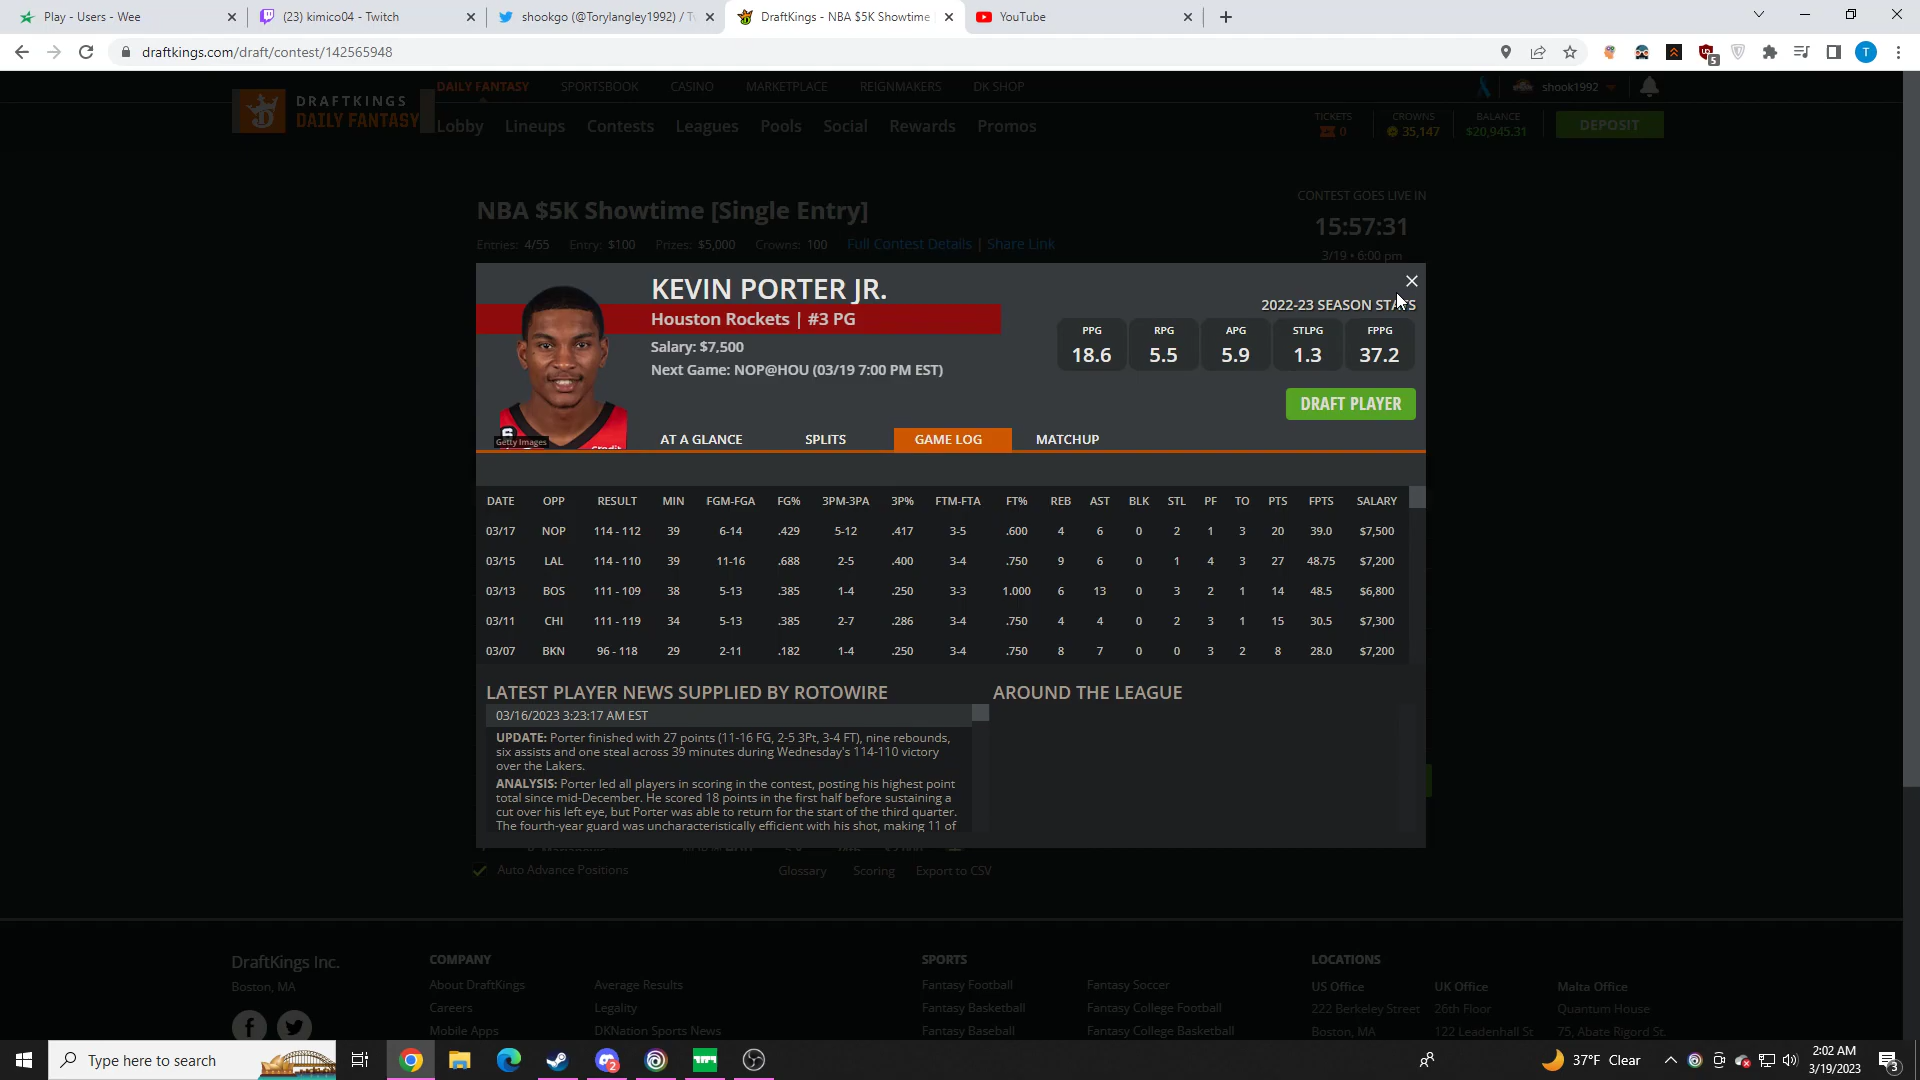 Play - Users - Wee
(23) kimico04 - Twitch
shookgo (@Torylangley1992) / T
DraftKings - NBA $5K Showtime
YouTube
draftkings.com/draft/contest/142565948
5
T
DRAFTKINGS
DAILY FANTASY
DAILY FANTASY SPORTSBOOK CASINO MARKETPLACE REIGNMAKERS DK SHOP
shook1992
Lobby Lineups Contests Leagues Pools Social Rewards Promos
TICKETS
0
CROWNS
35,147
BALANCE
$20,945.31
DEPOSIT
NBA $5K Showtime [Single Entry]
Entries: 4/55 Entry: $100 Prizes: $5,000 Crowns: 100 Full Contest Details | Share Link
CONTEST GOES LIVE IN
15:57:31
3/19 • 6:00 pm
KEVIN PORTER JR.
Houston Rockets | #3 PG
Salary: $7,500
Next Game: NOP@HOU (03/19 7:00 PM EST)
Getty Images
2022-23 SEASON STATS
PPG RPG APG STLPG FPPG
18.6 5.5 5.9 1.3 37.2
DRAFT PLAYER
AT A GLANCE SPLITS GAME LOG MATCHUP
DATE OPP RESULT MIN FGM-FGA FG% 3PM-3PA 3P% FTM-FTA FT% REB AST BLK STL PF TO PTS FPTS SALARY
03/17 NOP 114 - 112 39 6-14 .429 5-12 .417 3-5 .600 4 6 0 2 1 3 20 39.0 $7,500
03/15 LAL 114 - 110 39 11-16 .688 2-5 .400 3-4 .750 9 6 0 1 4 3 27 48.75 $7,200
03/13 BOS 111 - 109 38 5-13 .385 1-4 .250 3-3 1.000 6 13 0 3 2 1 14 48.5 $6,800
03/11 CHI 111 - 119 34 5-13 .385 2-7 .286 3-4 .750 4 4 0 2 3 1 15 30.5 $7,300
03/07 BKN 96 - 118 29 2-11 .182 1-4 .250 3-4 .750 8 7 0 0 3 2 8 28.0 $7,200
LATEST PLAYER NEWS SUPPLIED BY ROTOWIRE
AROUND THE LEAGUE
03/16/2023 3:23:17 AM EST
UPDATE: Porter finished with 27 points (11-16 FG, 2-5 3Pt, 3-4 FT), nine rebounds,
six assists and one steal across 39 minutes during Wednesday's 114-110 victory
over the Lakers.
ANALYSIS: Porter led all players in scoring in the contest, posting his highest point
total since mid-December. He scored 18 points in the first half before sustaining a
cut over his left eye, but Porter was able to return for the start of the third quarter.
The fourth-year guard was uncharacteristically efficient with his shot, making 11 of
Auto Advance Positions
Glossary Scoring Export to CSV
DraftKings Inc.
Boston, MA
COMPANY
About DraftKings
Careers
Mobile Apps
Average Results
Legality
DKNation Sports News
SPORTS
Fantasy Football
Fantasy Basketball
Fantasy Baseball
Fantasy Soccer
Fantasy College Football
Fantasy College Basketball
LOCATIONS
US Office
222 Berkeley Street
Boston, MA
UK Office
26th Floor
122 Leadenhall St
Malta Office
Quantum House
75, Abate Rigord St.
Type here to search
2
37°F Clear
2:02 AM
3/19/2023
3